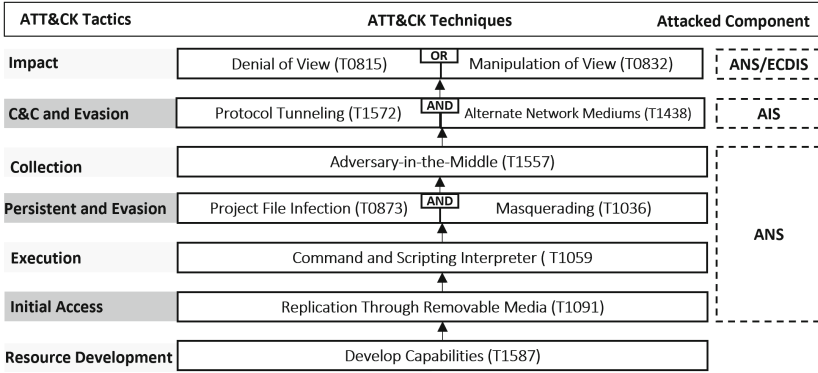 ATT&CK Tactics ATT&CK Techniques Attacked Component
Impact Denial of View (T0815) OR Manipulation of View (T0832) ANS/ECDIS
C&C and Evasion Protocol Tunneling (T1572) AND Alternate Network Mediums (T1438) AIS
Collection Adversary-in-the-Middle (T1557)
Persistent and Evasion Project File Infection (T0873) AND Masquerading (T1036)
ANS
Execution Command and Scripting Interpreter ( T1059
Initial Access Replication Through Removable Media (T1091)
Resource Development Develop Capabilities (T1587)